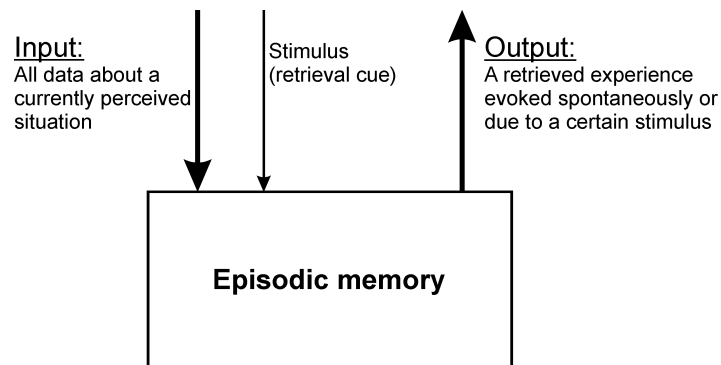 Input:
All data about a
currently perceived
situation
Stimulus
(retrieval cue)
Output:
A retrieved experience
evoked spontaneously or
due to a certain stimulus
Episodic memory